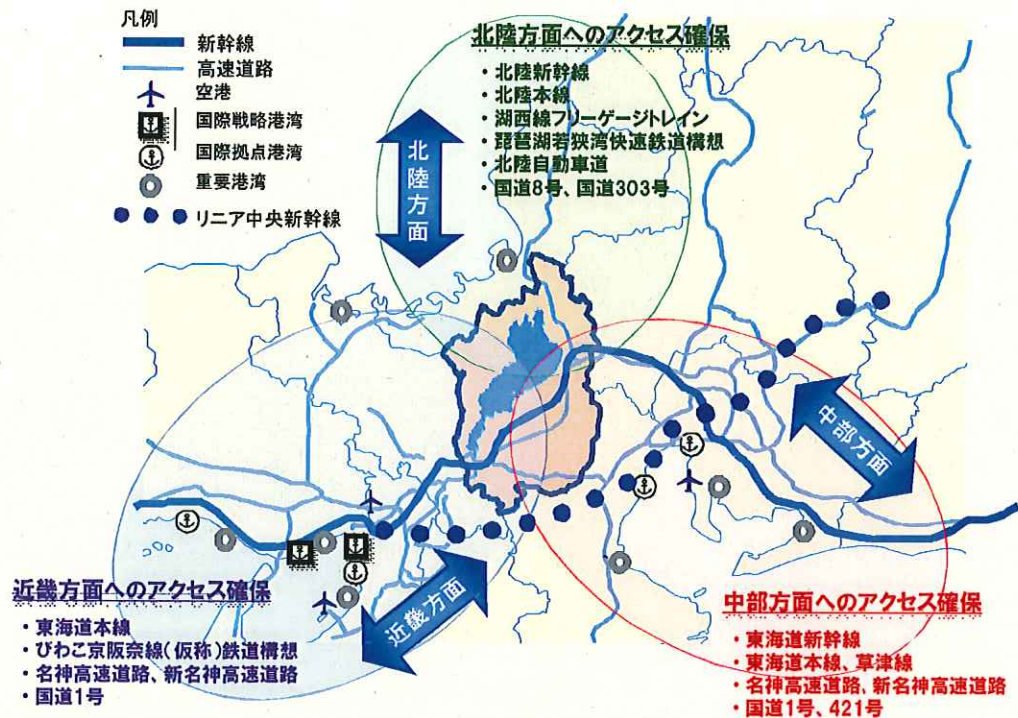 凡例
新幹線
高速道路
空港
国際戦略港湾
国際拠点港湾
重要港湾
リニア中央新幹線
北陸方面へのアクセス確保
・北陸新幹線
・北陸本線
・湖西線フリーゲージトレイン
・琵琶湖若狭湾快速鉄道構想
・北陸自動車道
・国道8号、国道303号
北陸方面
中部方面
近畿方面
近畿方面へのアクセス確保
・東海道本線
・びわこ京阪奈線(仮称)鉄道構想
・名神高速道路、新名神高速道路
・国道1号
中部方面へのアクセス確保
・東海道新幹線
・東海道本線、草津線
・名神高速道路、新名神高速道路
・国道1号、421号